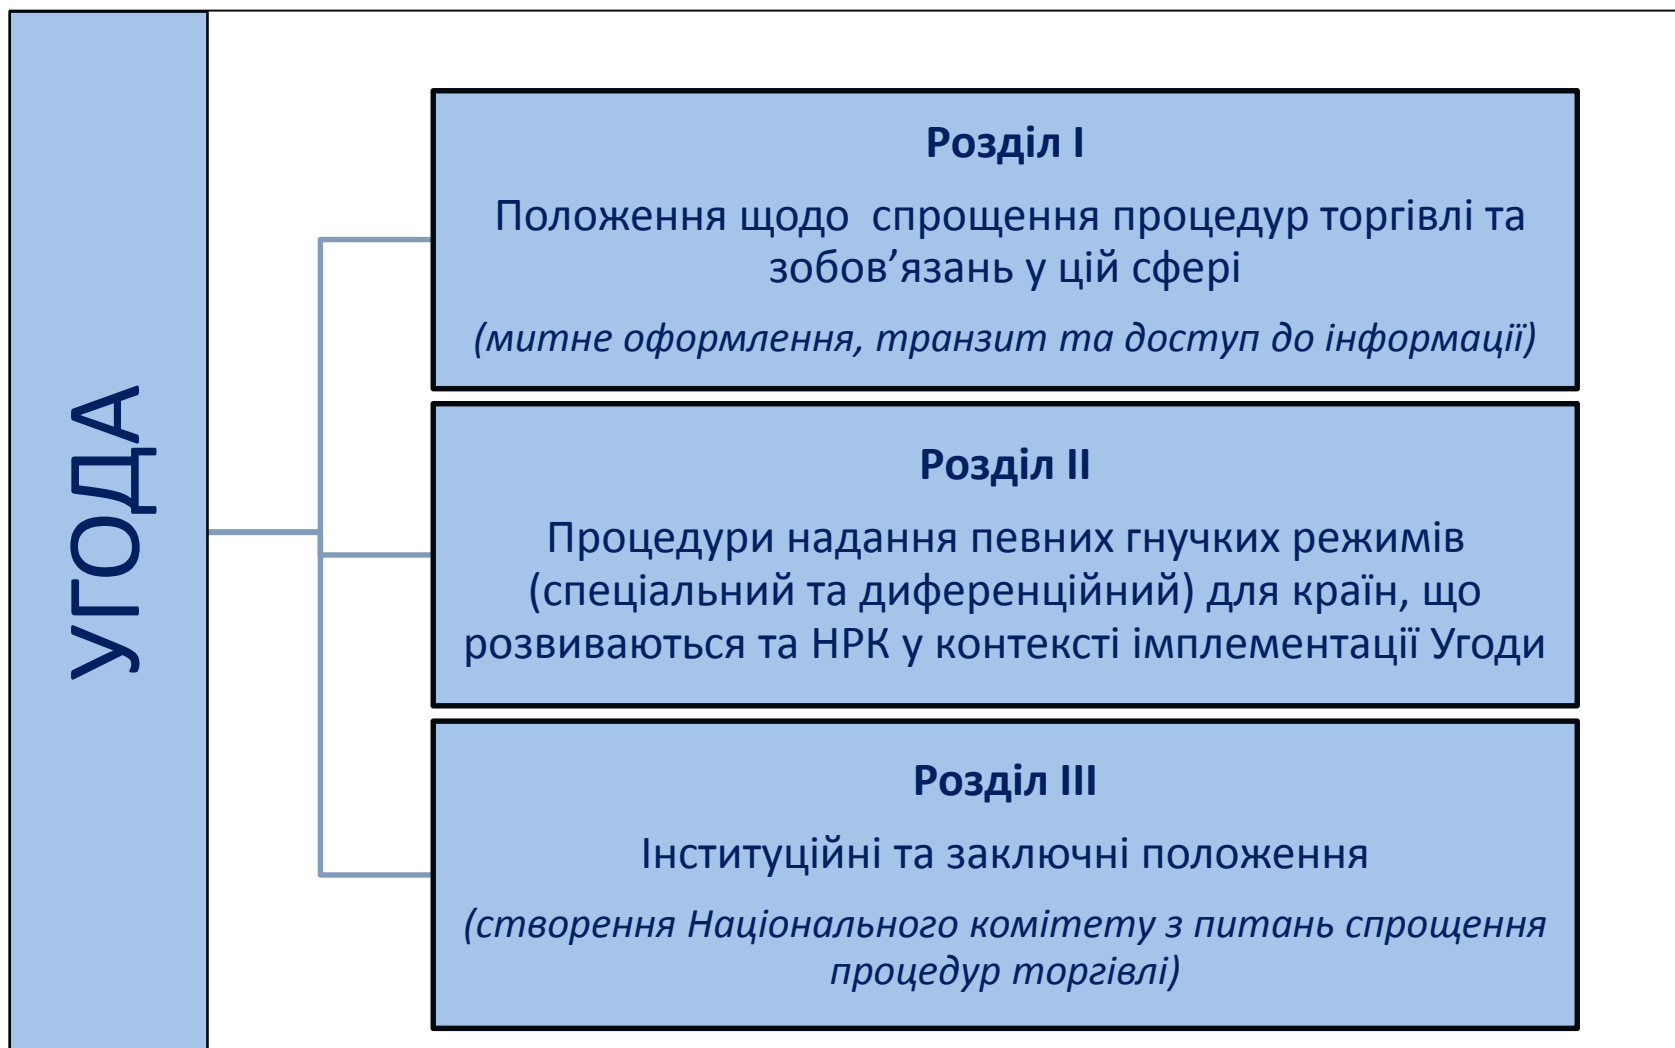 УГОДА
Розділ I
Положення щодо спрощення процедур торгівлі та
зобов’язань у цій сфері
(митне оформлення, транзит та доступ до інформації)
Розділ II
Процедури надання певних гнучких режимів
(спеціальний та диференційний) для країн, що
розвиваються та НРК у контексті імплементації Угоди
Розділ III
Інституційні та заключні положення
(створення Національного комітету з питань спрощення
процедур торгівлі)